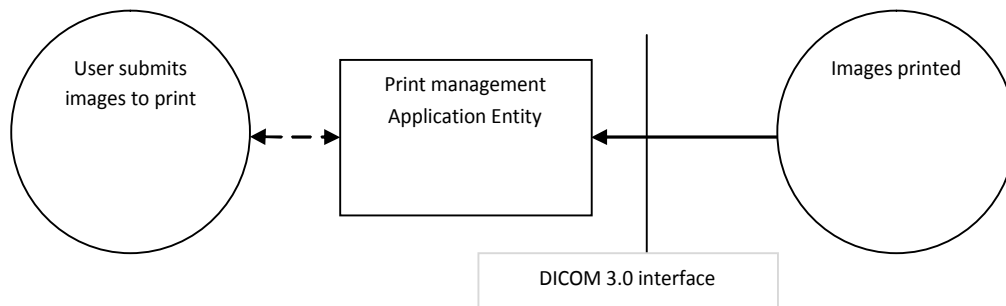 User submits
images to print
Print management
Application Entity
Images printed
DICOM 3.0 interface